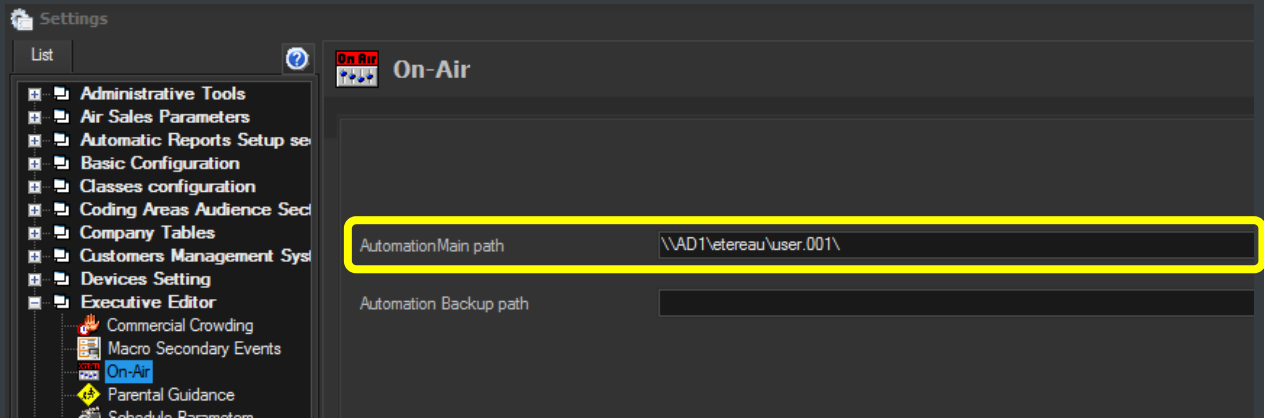 Settings
List
On Air
On-Air
Administrative Tools
Air Sales Parameters
Automatic Reports Setup se
Basic Configuration
Classes configuration
Coding Areas Audience Sect
Company Tables
Customers Management Syst
Devices Setting
Executive Editor
Commercial Crowding
Macro Secondary Events
On-Air
Parental Guidance
Schedule Parameters
AutomationMain path
\\AD1\etereau\user.001\
Automation Backup path